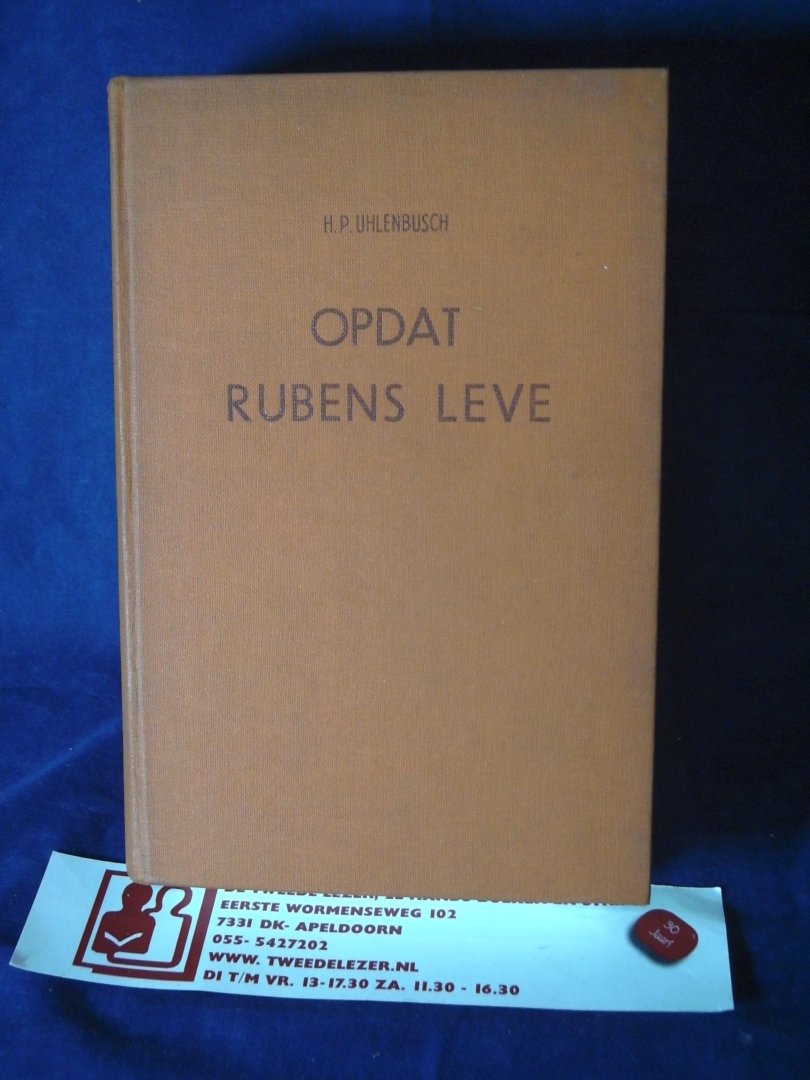 H. P. UHLENBUSCH
OPDAT
RUBENS LEVE
EERSTE WORMENSEWEG 102
7331 DK- APELDOORN
055- 5427202
WWW. TWEEDELEZER.NL
DI T/M VR. 13-17.30 ZA. 11.30 - 16.30
30